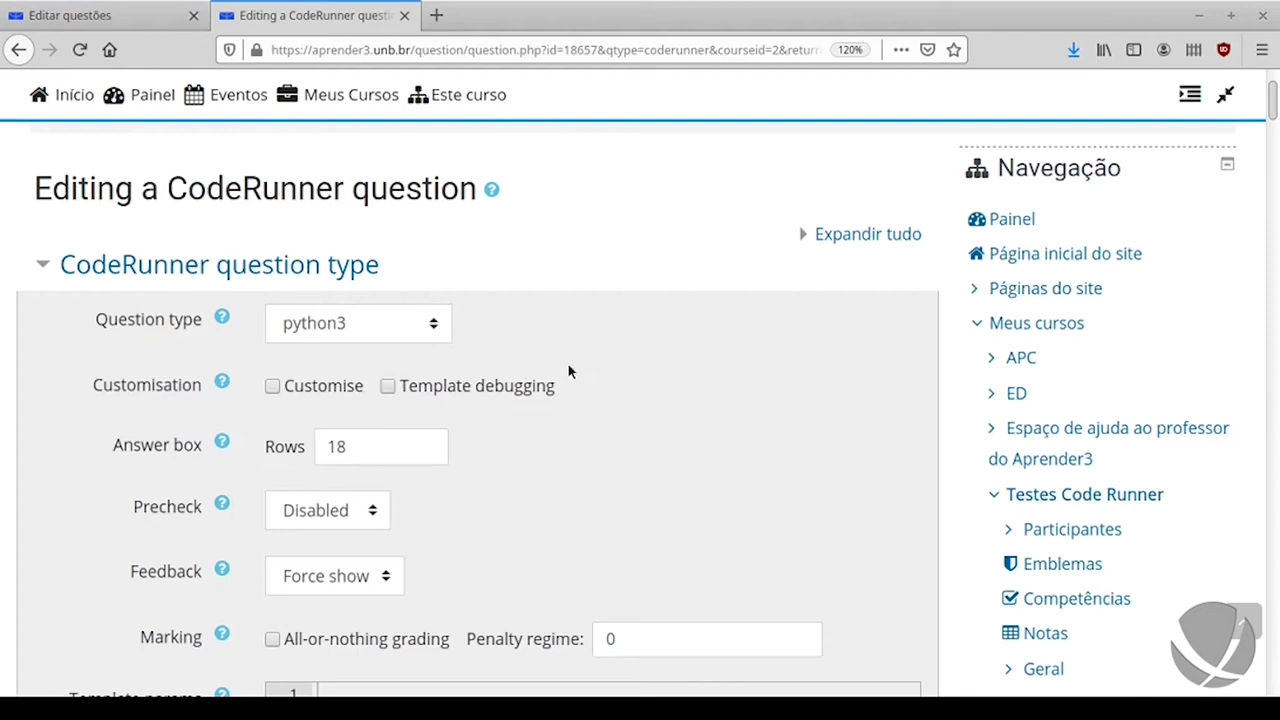 Editar questões
Editing a CodeRunner questi
https://aprender3.unb.br/question/question.php?id=18657&qtype=coderunner&courseid=2&return
120%
Início Painel Eventos Meus Cursos Este curso
Editing a CodeRunner question
Expandir tudo
CodeRunner question type
Question type
python3
Customisation
Customise Template debugging
Answer box
Rows 18
Precheck
Disabled
Feedback
Force show
Marking
All-or-nothing grading Penalty regime: 0
Template params
1
Navegação
Painel
Página inicial do site
Páginas do site
Meus cursos
APC
ED
Espaço de ajuda ao professor
do Aprender3
Testes Code Runner
Participantes
Emblemas
Competências
Notas
Geral